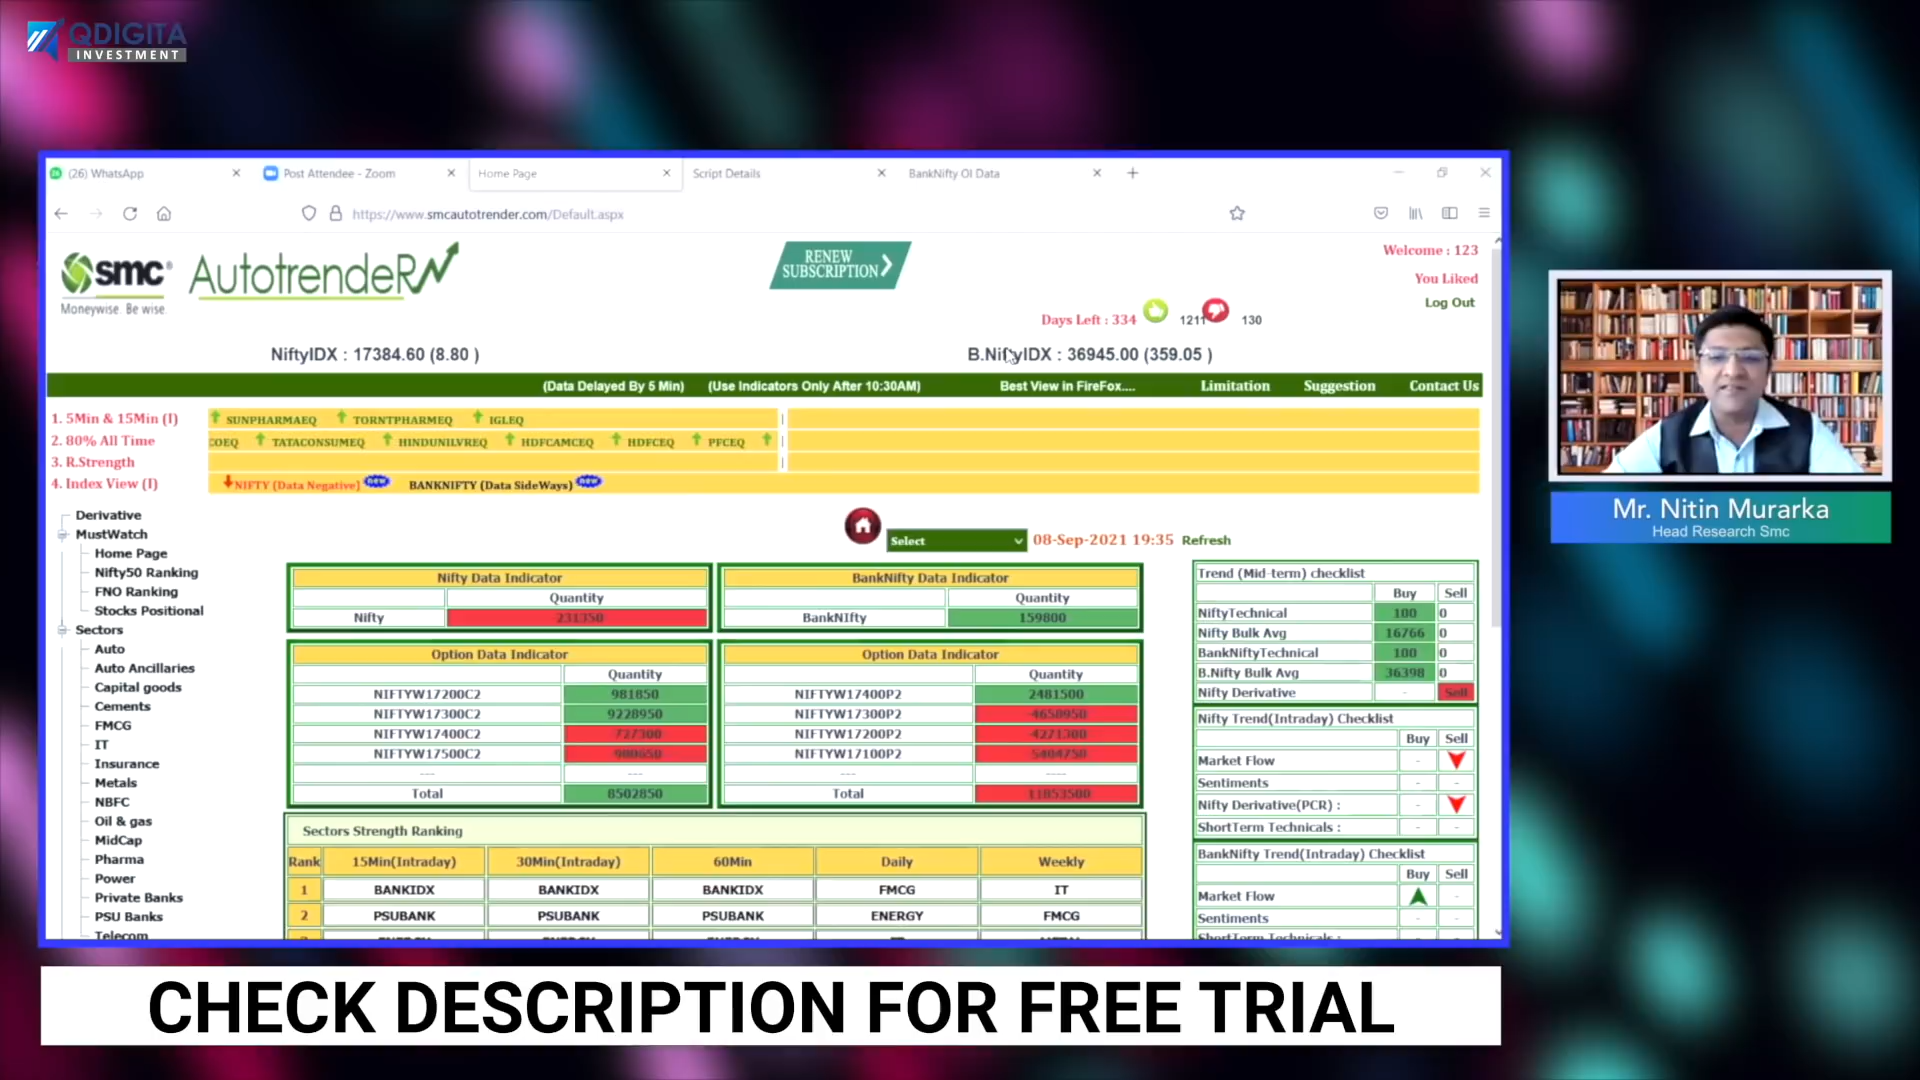 QDIGITA
INVESTMENT
(26) WhatsApp
Post Attendee - Zoom
Home Page
Script Details
BankNifty OI Data
https://www.smcautotrender.com/Default.aspx
smc
Moneywise. Be wise.
AutotrendeR
RENEW
SUBSCRIPTION
Welcome : 123
You Liked
Log Out
Days Left : 334
1211
130
NiftyIDX : 17384.60 (8.80 )
B.NiftyIDX : 36945.00 (359.05 )
(Data Delayed By 5 Min) (Use Indicators Only After 10:30AM) Best View in FireFox.... Limitation Suggestion Contact Us
1. 5Min & 15Min (I) SUNPHARMAEQ TORNTPHARMEQ IGLEQ
2. 80% All Time COEQ TATACONSUMEQ HINDUNILVREQ HDFCAMCEQ HDFCEQ PFCEQ
3. R.Strength
4. Index View (I) NIFTY (Data Negative) new BANKNIFTY (Data SideWays) new
Select 08-Sep-2021 19:35 Refresh
Derivative
MustWatch
Home Page
Nifty50 Ranking
FNO Ranking
Stocks Positional
Sectors
Auto
Auto Ancillaries
Capital goods
Cements
FMCG
IT
Insurance
Metals
NBFC
Oil & gas
MidCap
Pharma
Power
Private Banks
PSU Banks
Telecom
Nifty Data Indicator
Quantity
Nifty 231350
BankNifty Data Indicator
Quantity
BankNIfty 159800
Option Data Indicator
Quantity
NIFTYW17200C2 981850
NIFTYW17300C2 9228950
NIFTYW17400C2 -727300
NIFTYW17500C2
--- ---
Total 8502850
Option Data Indicator
Quantity
NIFTYW17400P2 2481500
NIFTYW17300P2 -4658950
NIFTYW17200P2 -4271300
NIFTYW17100P2 -5404750
--- ----
Total -11853500
Sectors Strength Ranking
Rank 15Min(Intraday) 30Min(Intraday) 60Min Daily Weekly
1 BANKIDX BANKIDX BANKIDX FMCG IT
2 PSUBANK PSUBANK PSUBANK ENERGY FMCG
Trend (Mid-term) checklist
Buy Sell
NiftyTechnical 100 0
Nifty Bulk Avg 16766 0
BankNiftyTechnical 100 0
B.Nifty Bulk Avg 36398 0
Nifty Derivative - Sell
Nifty Trend(Intraday) Checklist
Buy Sell
Market Flow -
Sentiments - -
Nifty Derivative(PCR) : -
ShortTerm Technicals : - -
BankNifty Trend(Intraday) Checklist
Buy Sell
Market Flow -
Sentiments - -
Mr. Nitin Murarka
Head Research Smc
CHECK DESCRIPTION FOR FREE TRIAL